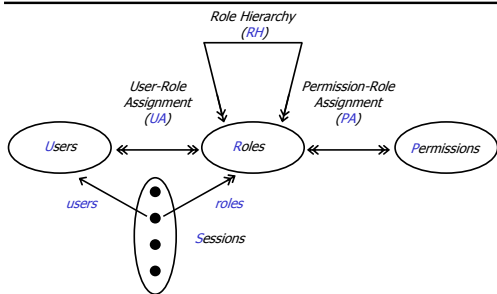 Role Hierarchy
(RH)
User-Role
Assignment
(UA)
Permission-Role
Assignment
(PA)
Users
Roles
Permissions
users
roles
Sessions